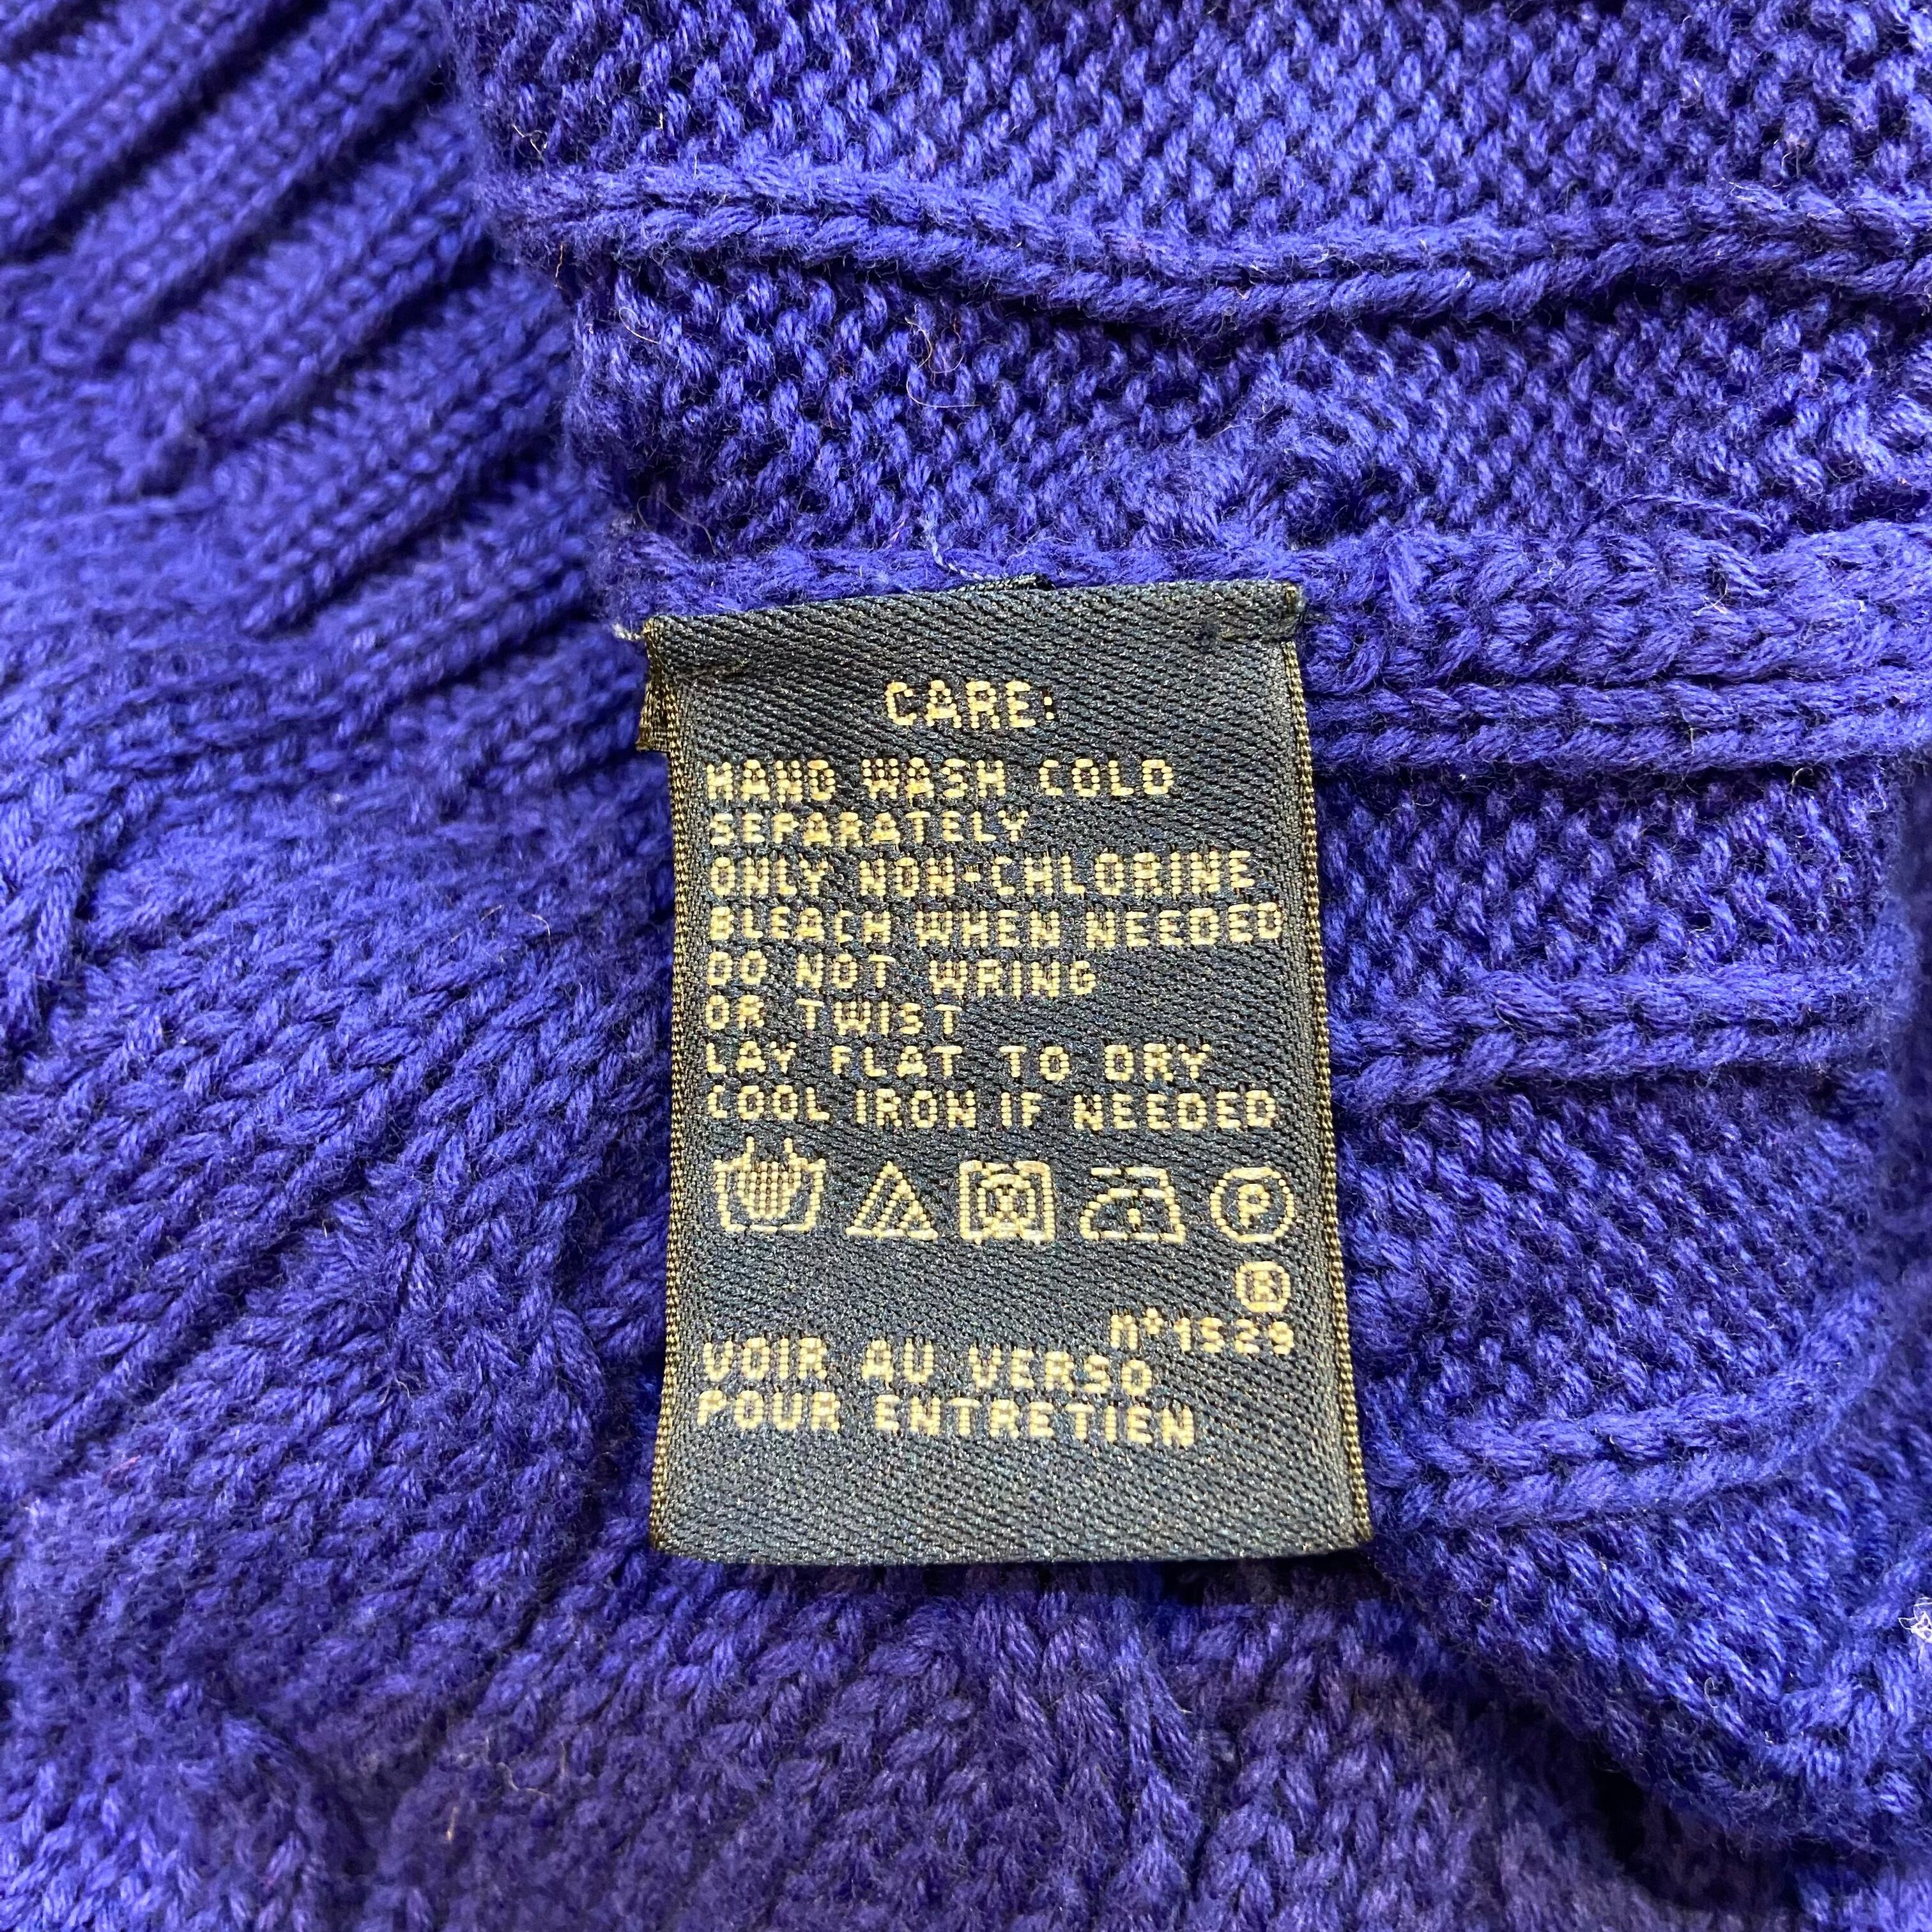 CARE:
HAND WASH COLD
SEPARATELY
ONLY NON-CHLORINE
BLEACH WHEN NEEDED
DO NOT WRING
OR TWIST
LAY FLAT TO DRY
COOL IRON IF NEEDED
P
®
N°1529
VOIR AU VERSO
POUR ENTRETIEN